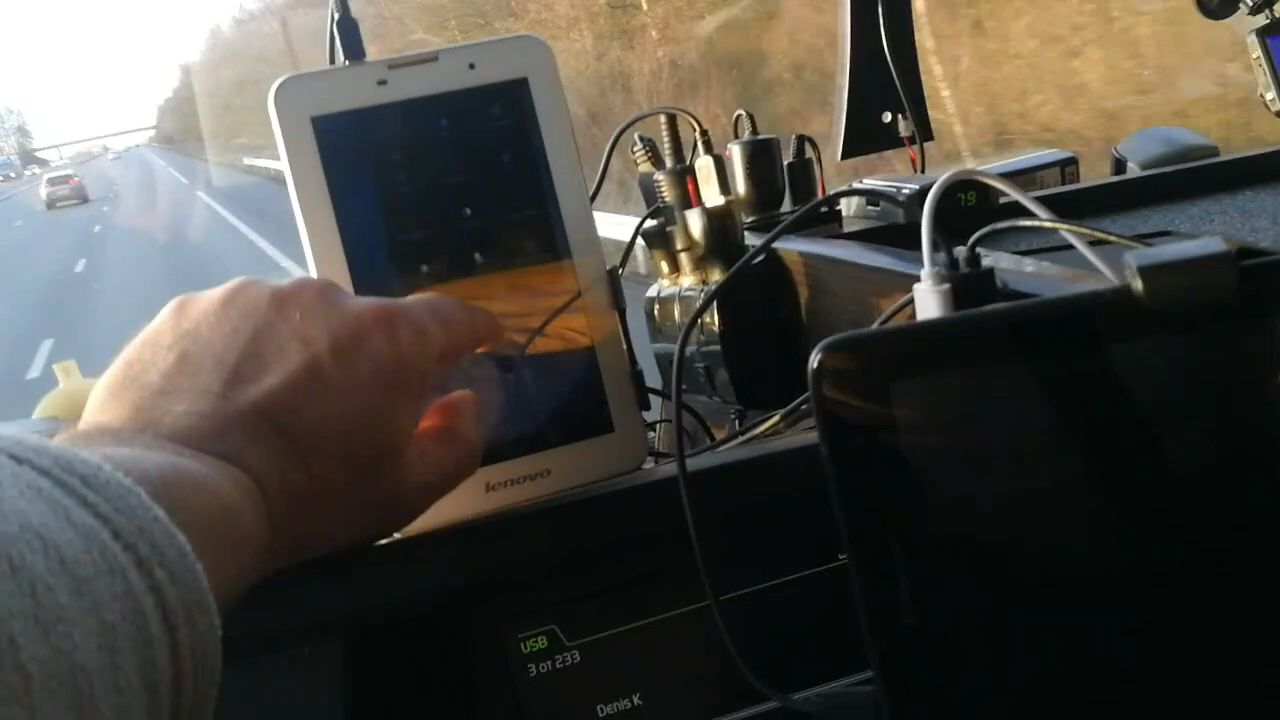 79
lenovo
USB
3 от 233
Denis K